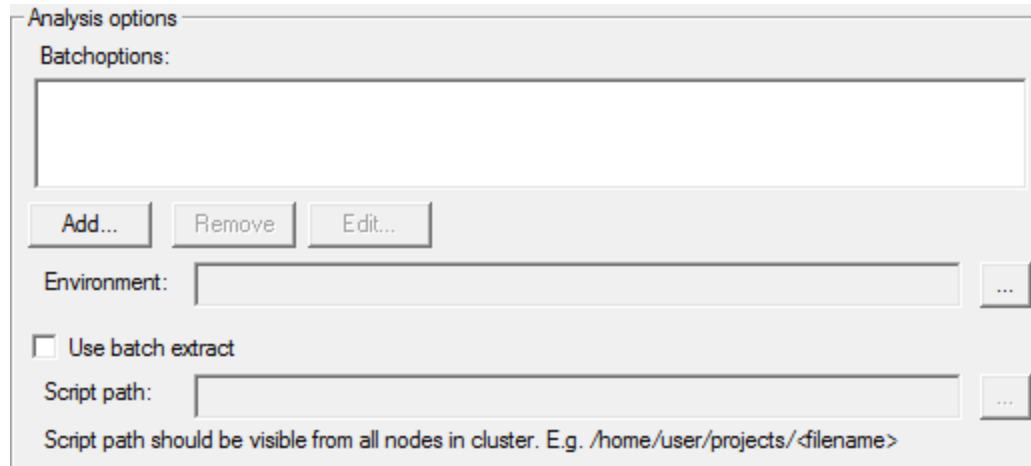 Analysis options
Batchoptions:
Add... Remove Edit...
Environment: ...
Use batch extract
Script path: ...
Script path should be visible from all nodes in cluster. E.g. /home/user/projects/<filename>